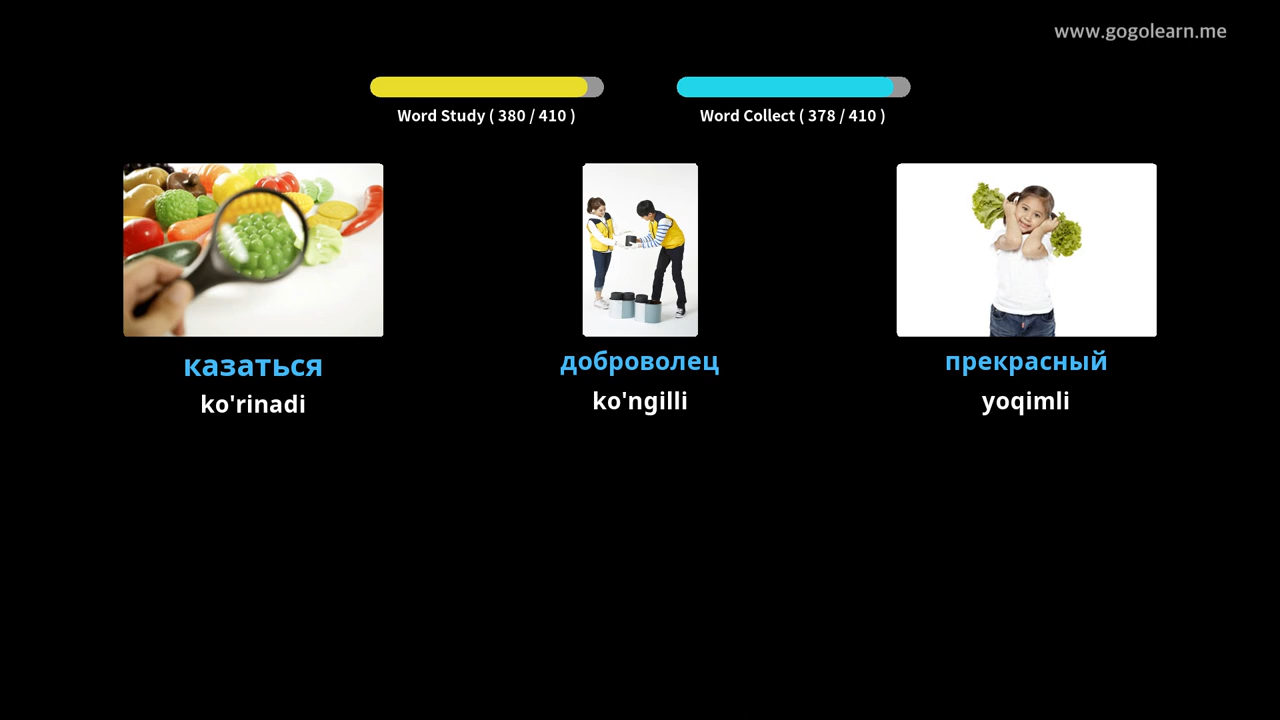 www.gogolearn.me
Word Study ( 380 / 410 )
Word Collect ( 378 / 410 )
казаться
ko'rinadi
доброволец
ko'ngilli
прекрасный
yoqimli